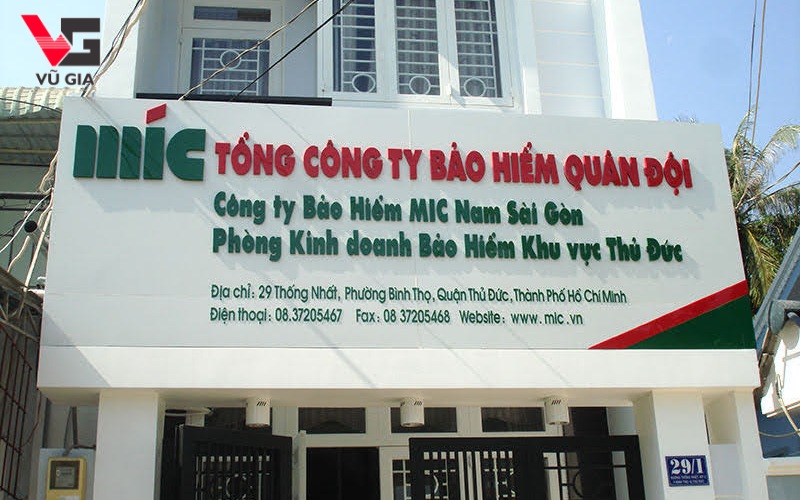 VG
VŨ GIA
mic TỔNG CÔNG TY BẢO HIỂM QUÂN ĐỘI
Công ty Bảo Hiểm MIC Nam Sài Gòn
Phòng Kinh doanh Bảo Hiểm Khu vực Thủ Đức
Địa chỉ: 29 Thống Nhất, Phường Bình Thọ, Quận Thủ Đức, Thành Phố Hồ Chí Minh
Điện thoại: 08.37205467 Fax: 08 37205468 Website: www.mic.vn
29/1